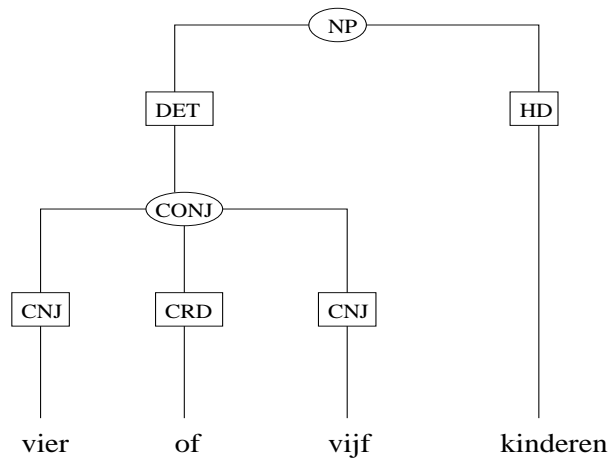 NP
DET HD
CONJ
CNJ CRD CNJ
vier of vijf kinderen